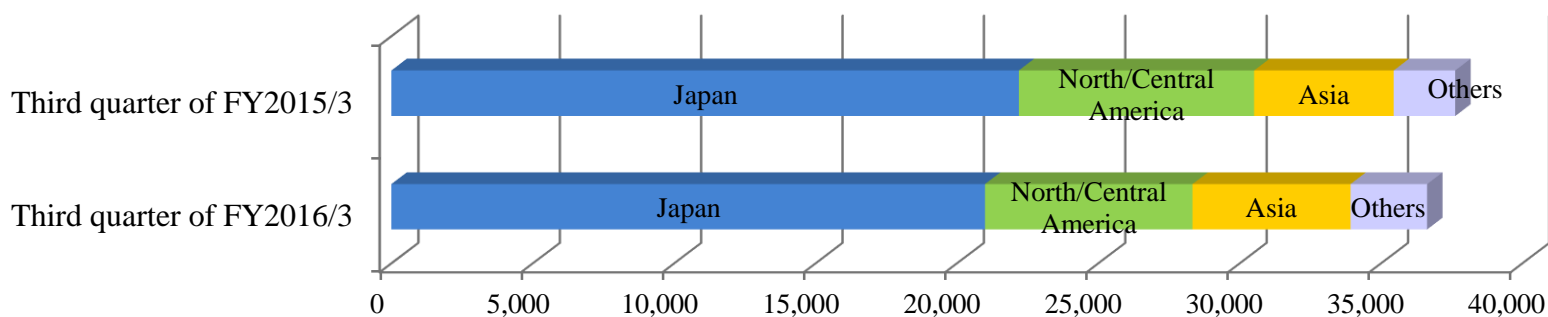 Third quarter of FY2015/3
Japan
North/Central
America
Asia
Others
Third quarter of FY2016/3
Japan
North/Central
America
Asia
Others
0 5,000 10,000 15,000 20,000 25,000 30,000 35,000 40,000